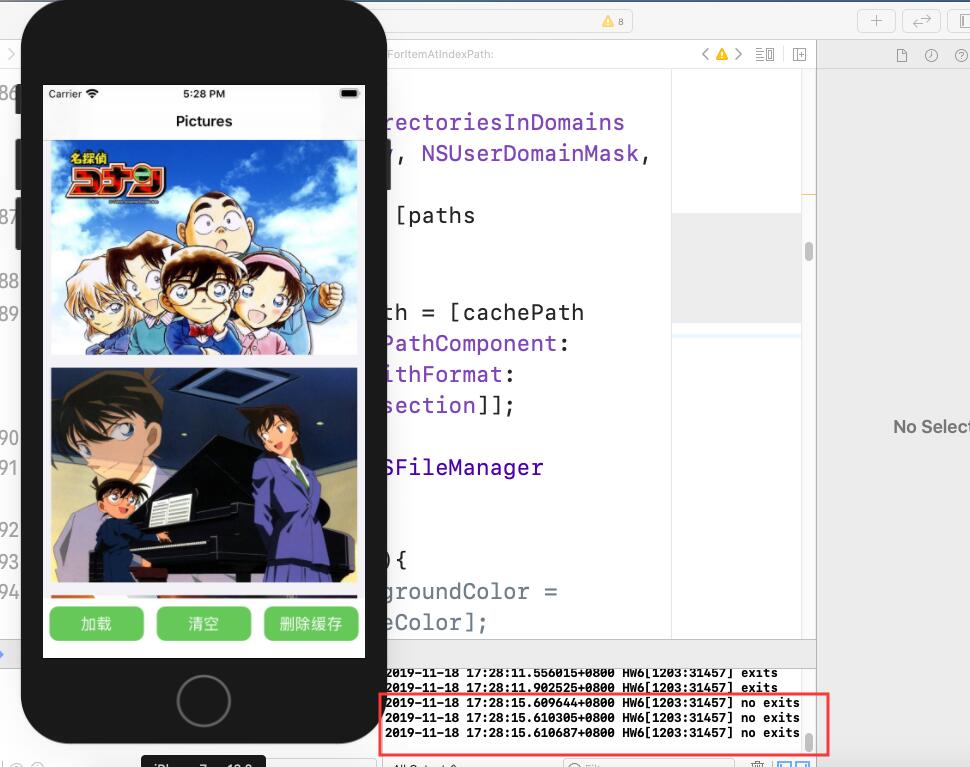 8
Carrier
5:28 PM
Pictures
名探偵
コナン
加載
清空
删除缓存
ForItemAtIndexPath:
86
rectoriesInDomains
, NSUserDomainMask,
87
[paths
88
89
th = [cachePath
PathComponent:
ithFormat:
section]];
90
91
SFileManager
92
93
){
94
groundColor =
eColor];
No Select
2019-11-18 17:28:11.556015+0800 HW6[1203:31457] exits
2019-11-18 17:28:11.902525+0800 HW6[1203:31457] exits
2019-11-18 17:28:15.609644+0800 HW6[1203:31457] no exits
2019-11-18 17:28:15.610305+0800 HW6[1203:31457] no exits
2019-11-18 17:28:15.610687+0800 HW6[1203:31457] no exits